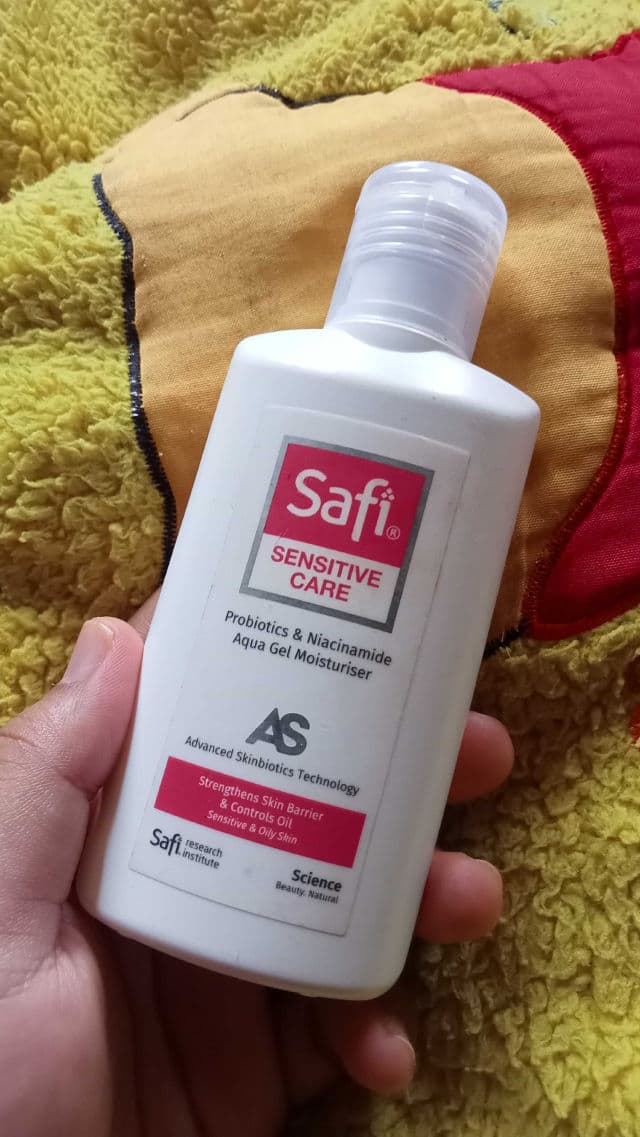 Safi®
SENSITIVE
CARE
Probiotics & Niacinamide
Aqua Gel Moisturiser
AS
Advanced Skinbiotics Technology
Strengthens Skin Barrier
& Controls Oil
Sensitive & Oily Skin
Safi research
institute
Science
Beauty. Natural